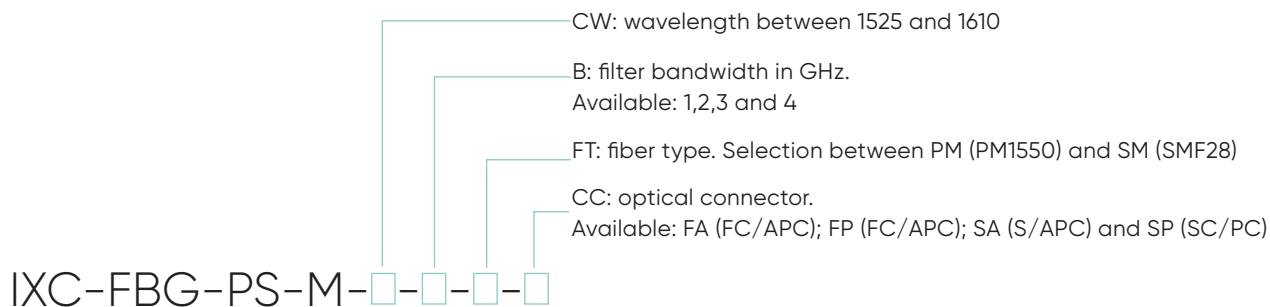 CW: wavelength between 1525 and 1610
B: filter bandwidth in GHz.
Available: 1,2,3 and 4
FT: fiber type. Selection between PM (PM1550) and SM (SMF28)
CC: optical connector.
Available: FA (FC/APC); FP (FC/APC); SA (S/APC) and SP (SC/PC)
IXC-FBG-PS-M-□-□-□-□